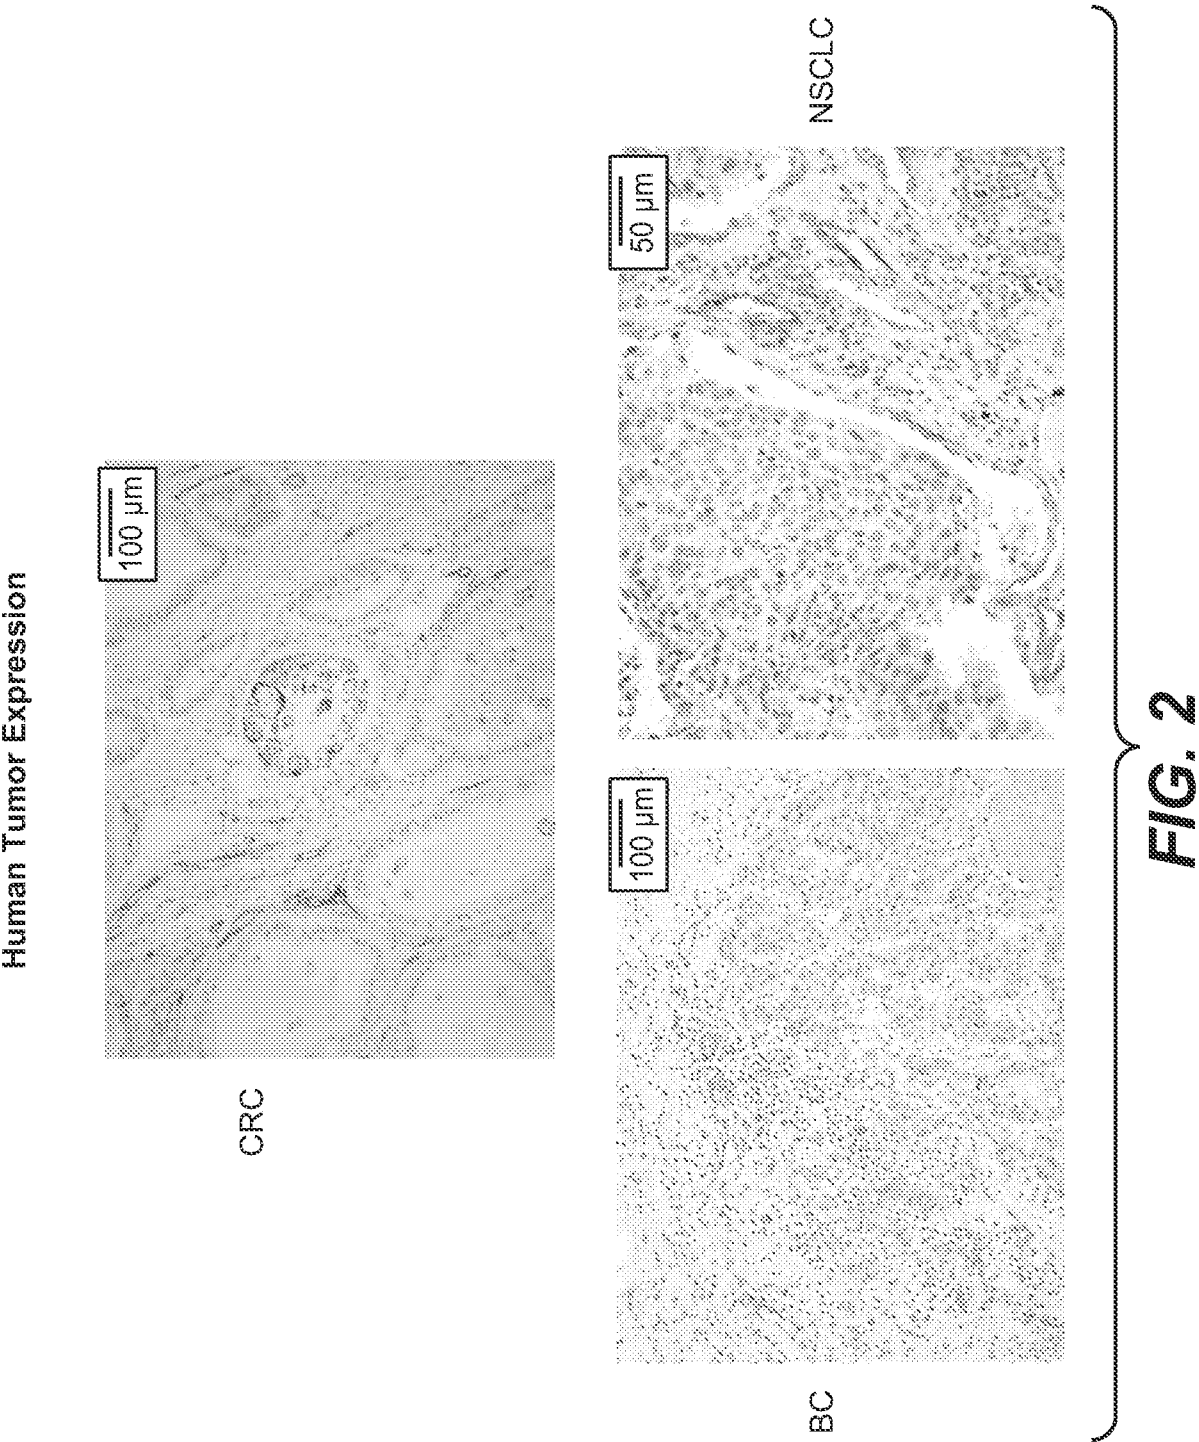 Human Tumor Expression
CRC
100 µm
BC
100 µm
50 µm
NSCLC
FIG. 2